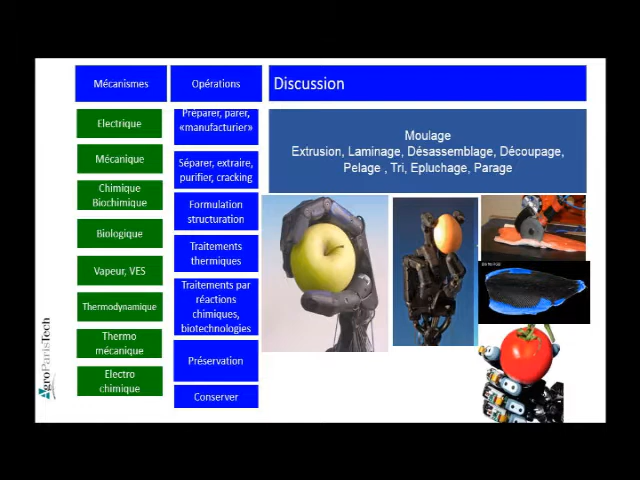 Mécanismes
Opérations
Discussion
Electrique
Mécanique
Chimique
Biochimique
Biologique
Vapeur, VES
Thermodynamique
Thermo
mécanique
Electro
chimique
Préparer, parer,
«manufacturier»
Séparer, extraire,
purifier, cracking
Formulation
structuration
Traitements
thermiques
Traitements par
réactions
chimiques,
biotechnologies
Préservation
Conserver
Moulage
Extrusion, Laminage, Désassemblage, Découpage,
Pelage , Tri, Epluchage, Parage
AgroParisTech